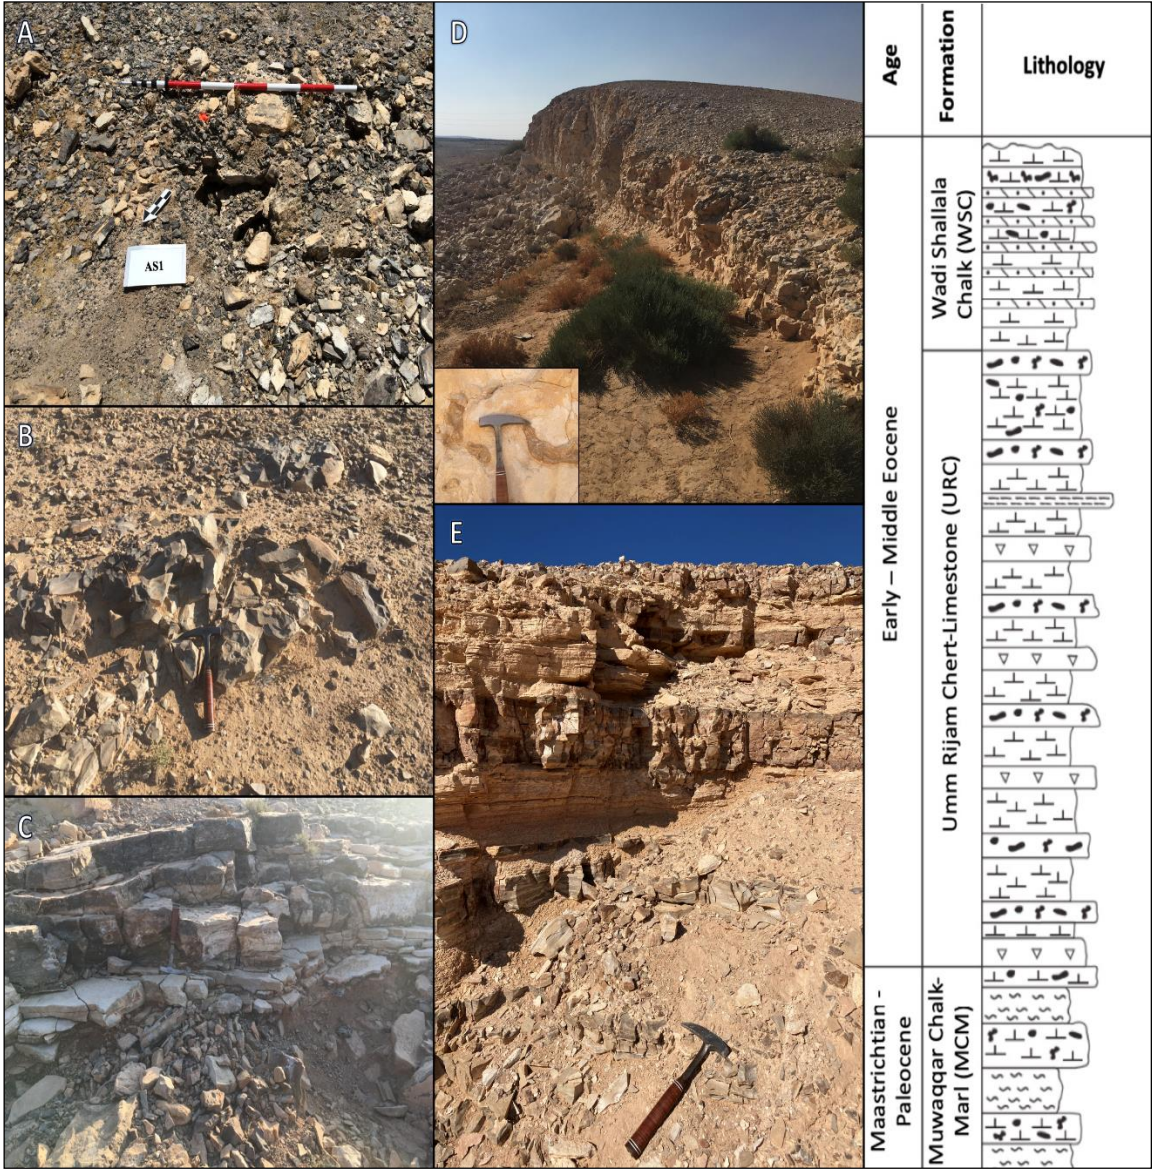 A
AS1
B
C
D
E
Age
Formation
Lithology
Early – Middle Eocene
Wadi Shallala
Chalk (WSC)
Umm Rijam Chert-Limestone (URC)
Maastrichtian -
Paleocene
Muwaqqar Chalk-
Marl (MCM)